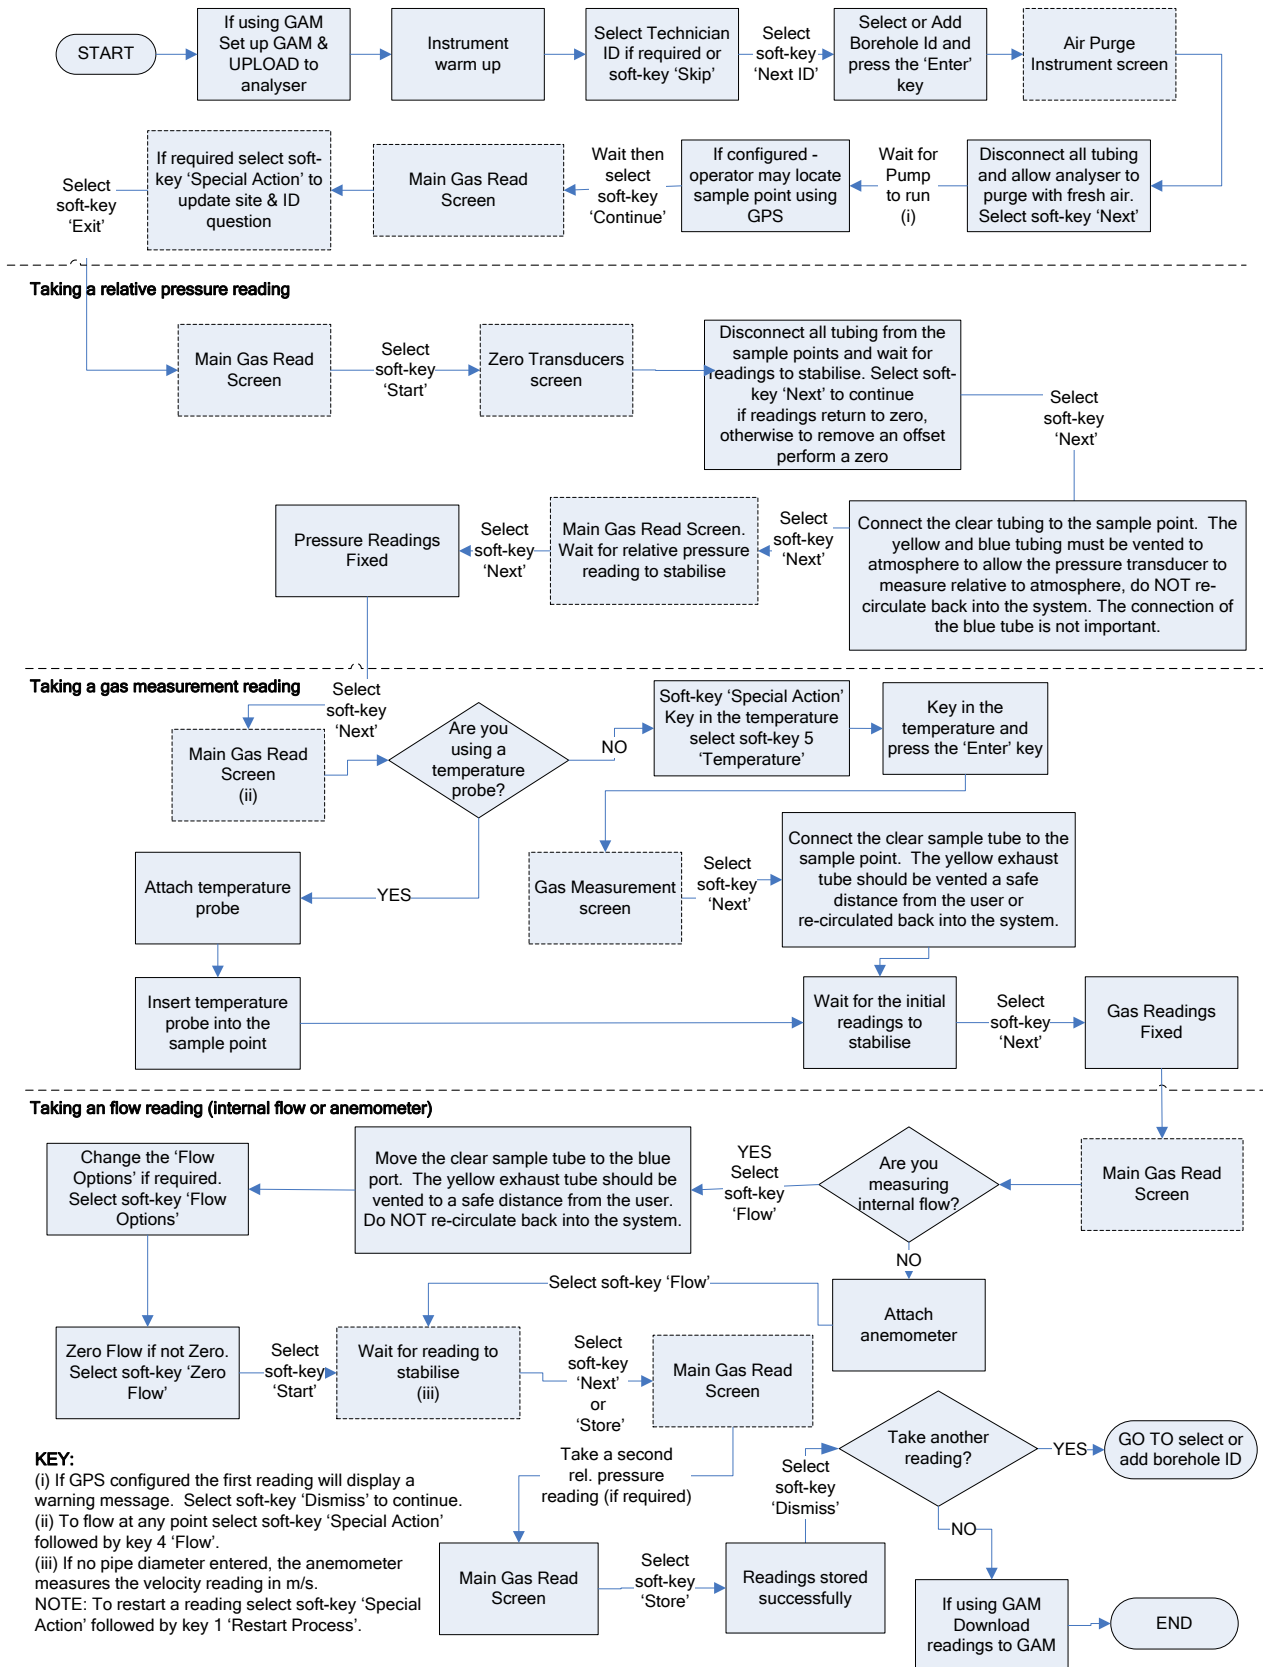 START
If using GAM
Set up GAM &
UPLOAD to
analyser
Instrument
warm up
Select Technician
ID if required or
soft-key 'Skip'
Select
soft-key
'Next ID'
Select or Add
Borehole Id and
press the 'Enter'
key
Air Purge
Instrument screen
Disconnect all tubing
and allow analyser to
purge with fresh air.
Select soft-key 'Next'
Wait for
Pump
to run
(i)
If configured -
operator may locate
sample point using
GPS
Wait then
select
soft-key
'Continue'
Main Gas Read
Screen
If required select soft-
key 'Special Action' to
update site & ID
question
Select
soft-key
'Exit'
Taking a relative pressure reading
Main Gas Read
Screen
Select
soft-key
'Start'
Zero Transducers
screen
Disconnect all tubing from the
sample points and wait for
readings to stabilise. Select soft-
key 'Next' to continue
if readings return to zero,
otherwise to remove an offset
perform a zero
Select
soft-key
'Next'
Connect the clear tubing to the sample point. The
yellow and blue tubing must be vented to
atmosphere to allow the pressure transducer to
measure relative to atmosphere, do NOT re-
circulate back into the system. The connection of
the blue tube is not important.
Select
soft-key
'Next'
Main Gas Read Screen.
Wait for relative pressure
reading to stabilise
Select
soft-key
'Next'
Pressure Readings
Fixed
Taking a gas measurement reading
Select
soft-key
'Next'
Main Gas Read
Screen
(ii)
Are you
using a
temperature
probe?
NO
Soft-key 'Special Action'
Key in the temperature
select soft-key 5
'Temperature'
Key in the
temperature and
press the 'Enter' key
Gas Measurement
screen
Select
soft-key
'Next'
Connect the clear sample tube to the
sample point. The yellow exhaust
tube should be vented a safe
distance from the user or
re-circulated back into the system.
YES
Attach temperature
probe
Insert temperature
probe into the
sample point
Wait for the initial
readings to
stabilise
Select
soft-key
'Next'
Gas Readings
Fixed
Taking an flow reading (internal flow or anemometer)
Main Gas Read
Screen
Are you
measuring
internal flow?
YES
Select
soft-key
'Flow'
Move the clear sample tube to the blue
port. The yellow exhaust tube should be
vented to a safe distance from the user.
Do NOT re-circulate back into the system.
Change the 'Flow
Options' if required.
Select soft-key 'Flow
Options'
NO
Attach
anemometer
Select soft-key 'Flow'
Zero Flow if not Zero.
Select soft-key 'Zero
Flow'
Select
soft-key
'Start'
Wait for reading to
stabilise
(iii)
Select
soft-key
'Next'
or
'Store'
Main Gas Read
Screen
Take a second
rel. pressure
reading (if required)
Main Gas Read
Screen
Select
soft-key
'Store'
Readings stored
successfully
Select
soft-key
'Dismiss'
Take another
reading?
YES
GO TO select or
add borehole ID
NO
If using GAM
Download
readings to GAM
END
KEY:
(i) If GPS configured the first reading will display a
warning message. Select soft-key 'Dismiss' to continue.
(ii) To flow at any point select soft-key 'Special Action'
followed by key 4 'Flow'.
(iii) If no pipe diameter entered, the anemometer
measures the velocity reading in m/s.
NOTE: To restart a reading select soft-key 'Special
Action' followed by key 1 'Restart Process'.